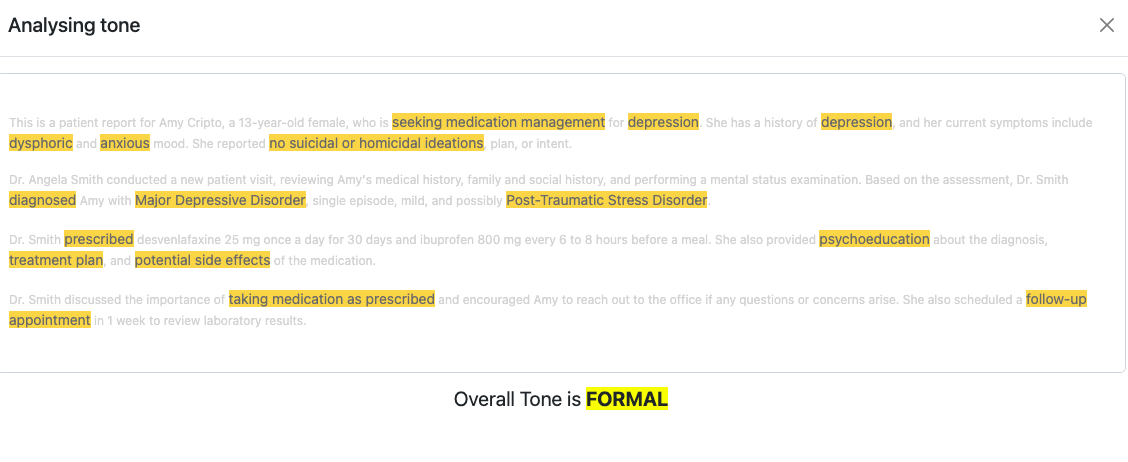 Analysing tone
This is a patient report for Amy Cripto, a 13-year-old female, who is seeking medication management for depression. She has a history of depression, and her current symptoms include
dysphoric and anxious mood. She reported no suicidal or homicidal ideations, plan, or intent.
Dr. Angela Smith conducted a new patient visit, reviewing Amy's medical history, family and social history, and performing a mental status examination. Based on the assessment, Dr. Smith
diagnosed Amy with Major Depressive Disorder, single episode, mild, and possibly Post-Traumatic Stress Disorder.
Dr. Smith prescribed desvenlafaxine 25 mg once a day for 30 days and ibuprofen 800 mg every 6 to 8 hours before a meal. She also provided psychoeducation about the diagnosis,
treatment plan, and potential side effects of the medication.
Dr. Smith discussed the importance of taking medication as prescribed and encouraged Amy to reach out to the office if any questions or concerns arise. She also scheduled a follow-up
appointment in 1 week to review laboratory results.
Overall Tone is FORMAL